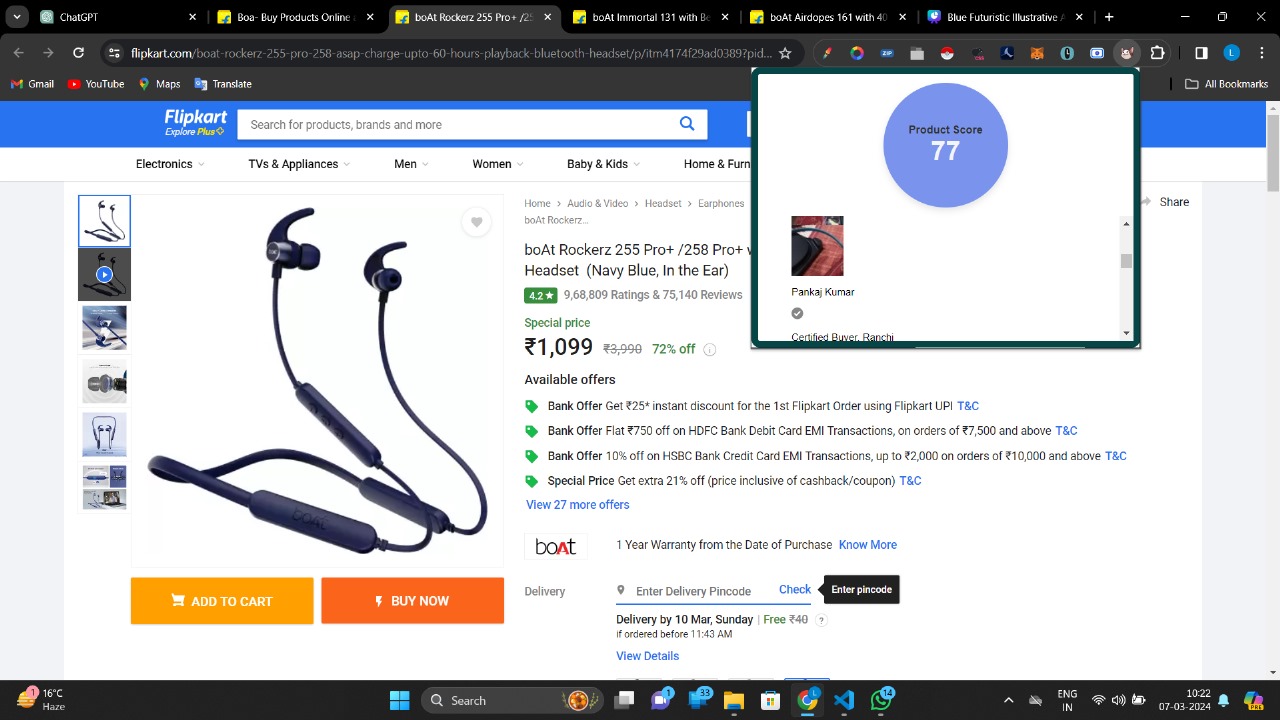 ChatGPT
Boa- Buy Products Online a
boAt Rockerz 255 Pro+ /25
boAt Immortal 131 with Be
boAt Airdopes 161 with 40
Blue Futuristic Illustrative A
flipkart.com/boat-rockerz-255-pro-258-asap-charge-upto-60-hours-playback-bluetooth-headset/p/itm4174f29ad0389?pid...
Gmail
YouTube
Maps
Translate
All Bookmarks
Flipkart
Explore Plus
Search for products, brands and more
Electronics
TVs & Appliances
Men
Women
Baby & Kids
Home & Furn
Product Score
77
Pankaj Kumar
Certified Buyer, Ranchi
Home
Audio & Video
Headset
Earphones
boAt Rockerz...
Share
boAt Rockerz 255 Pro+ /258 Pro+ w
Headset (Navy Blue, In the Ear)
4.2★ 9,68,809 Ratings & 75,140 Reviews
Special price
₹1,099 ₹3,990 72% off
Available offers
Bank Offer Get ₹25* instant discount for the 1st Flipkart Order using Flipkart UPI T&C
Bank Offer Flat ₹750 off on HDFC Bank Debit Card EMI Transactions, on orders of ₹7,500 and above T&C
Bank Offer 10% off on HSBC Bank Credit Card EMI Transactions, up to ₹2,000 on orders of ₹10,000 and above T&C
Special Price Get extra 21% off (price inclusive of cashback/coupon) T&C
View 27 more offers
boAt
boAt
1 Year Warranty from the Date of Purchase Know More
ADD TO CART
BUY NOW
Delivery
Enter Delivery Pincode
Check
Enter pincode
Delivery by 10 Mar, Sunday | Free ₹40 ?
if ordered before 11:43 AM
View Details
1
16°C
Haze
Search
1
33
L
14
ENG
IN
10:22
07-03-2024
PRE